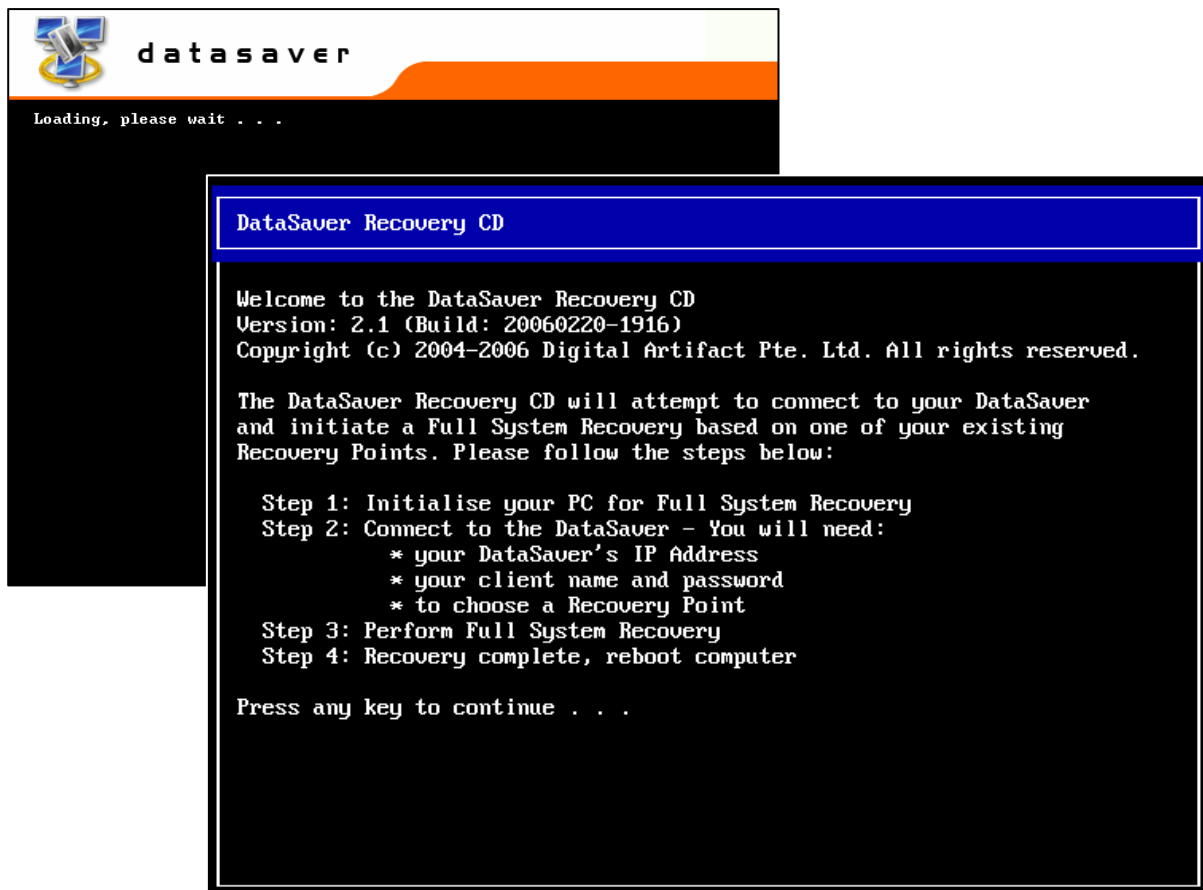 datasaver
Loading, please wait . . .
DataSaver Recovery CD
Welcome to the DataSaver Recovery CD
Version: 2.1 (Build: 20060220-1916)
Copyright (c) 2004-2006 Digital Artifact Pte. Ltd. All rights reserved.
The DataSaver Recovery CD will attempt to connect to your DataSaver
and initiate a Full System Recovery based on one of your existing
Recovery Points. Please follow the steps below:
Step 1: Initialise your PC for Full System Recovery
Step 2: Connect to the DataSaver - You will need:
* your DataSaver's IP Address
* your client name and password
* to choose a Recovery Point
Step 3: Perform Full System Recovery
Step 4: Recovery complete, reboot computer
Press any key to continue . . .